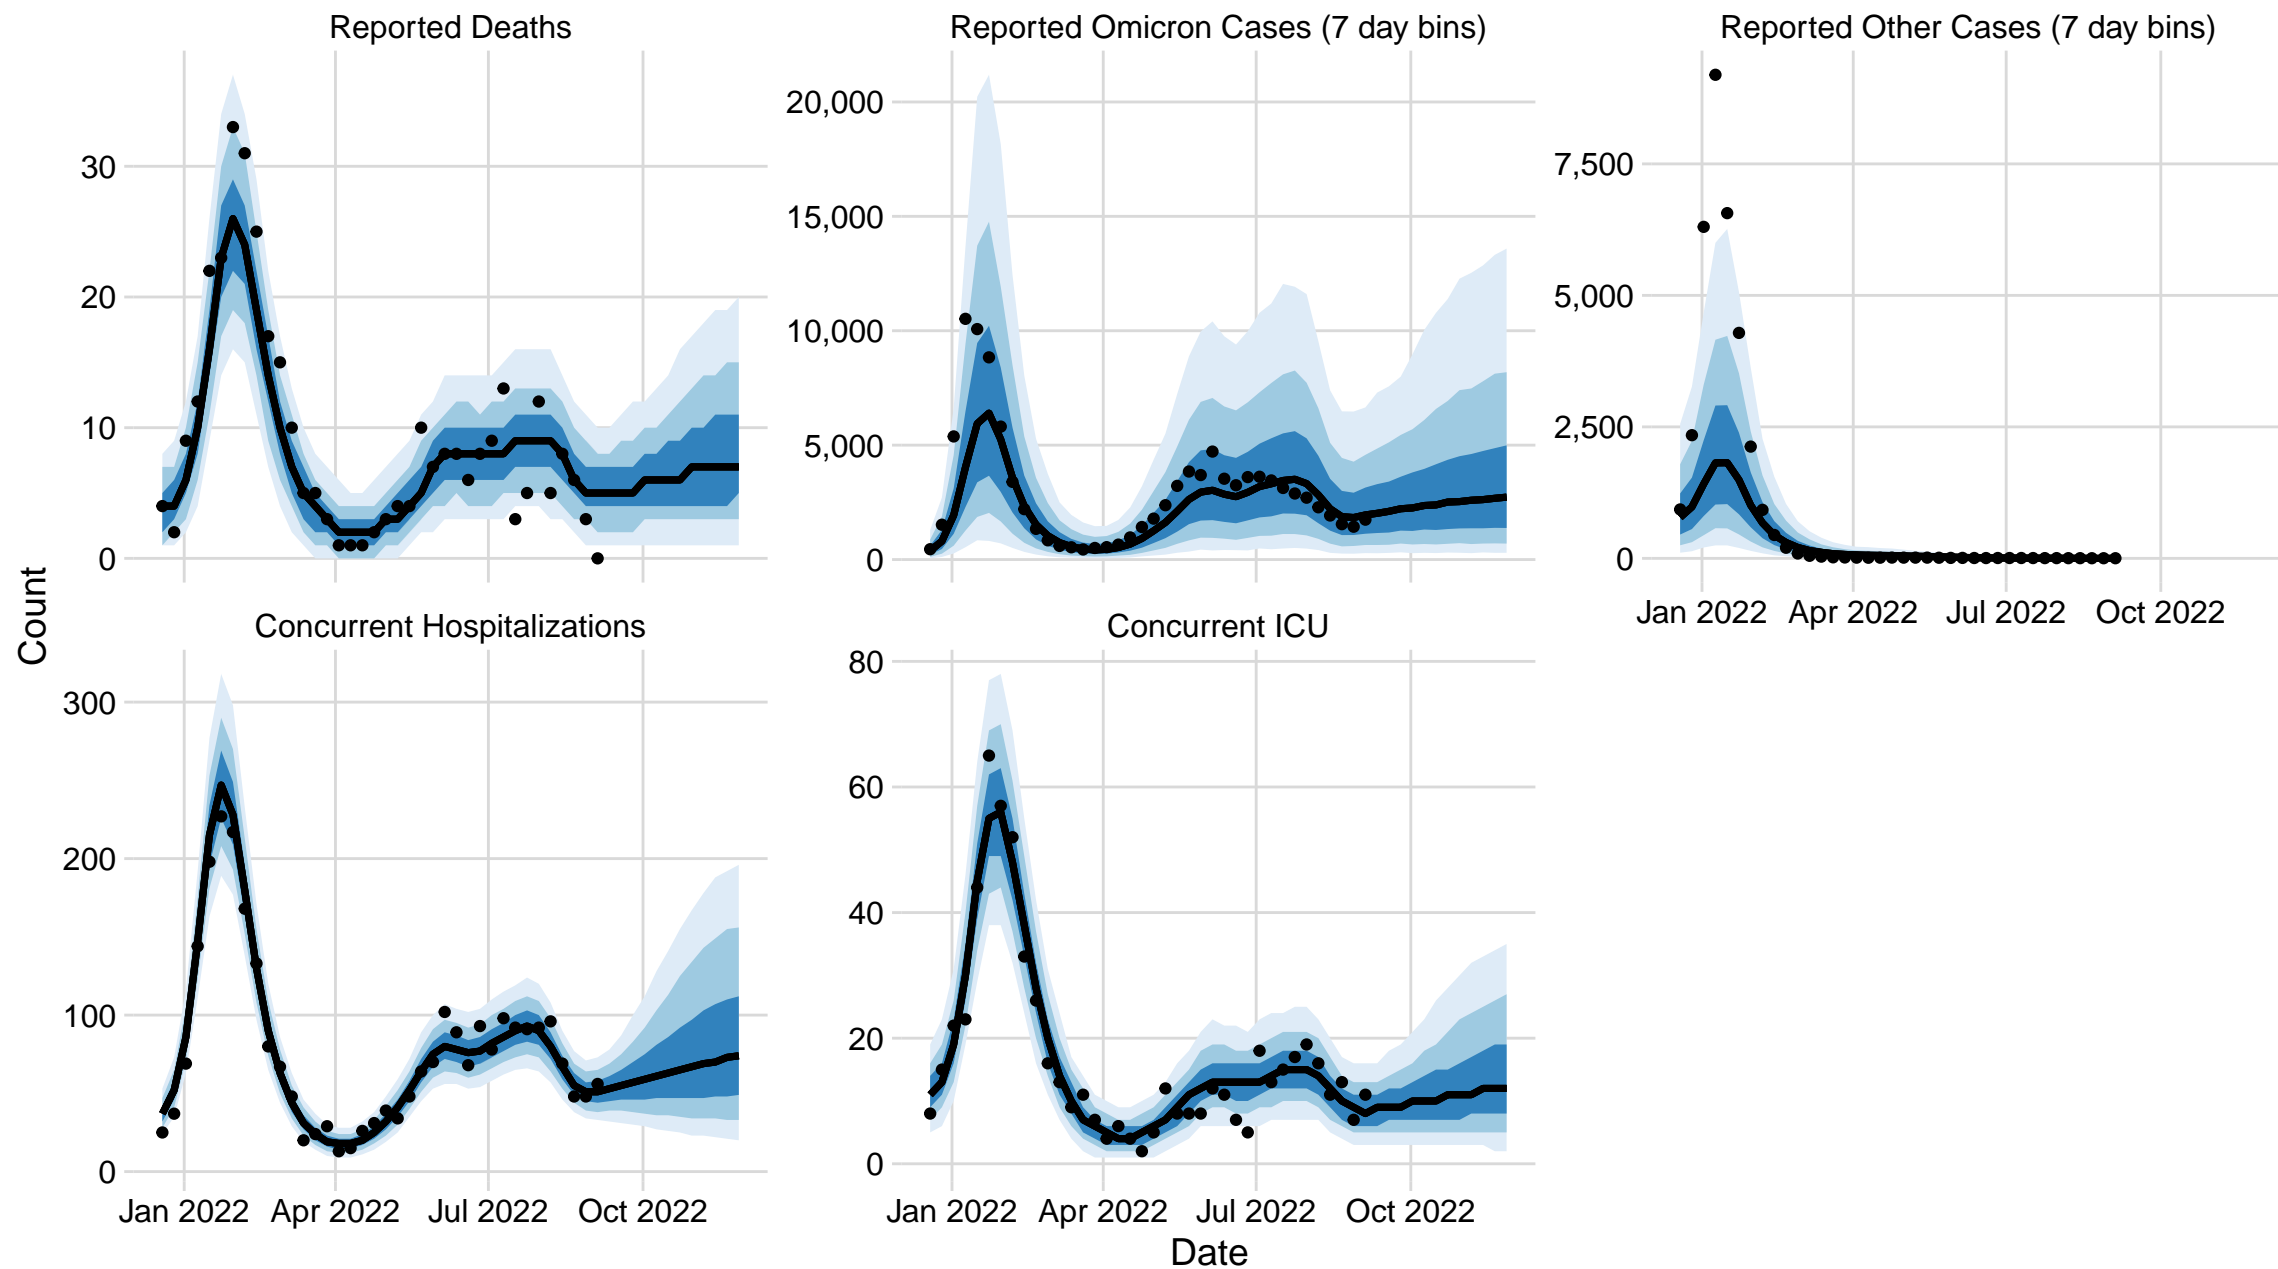 Reported Deaths
Reported Omicron Cases (7 day bins)
Reported Other Cases (7 day bins)
30
20
10
0
20,000
15,000
10,000
5,000
0
7,500
5,000
2,500
0
Jan 2022 Apr 2022 Jul 2022 Oct 2022
Count
Concurrent Hospitalizations
Concurrent ICU
300
200
100
0
Jan 2022 Apr 2022 Jul 2022 Oct 2022
80
60
40
20
0
Jan 2022 Apr 2022 Jul 2022 Oct 2022
Date